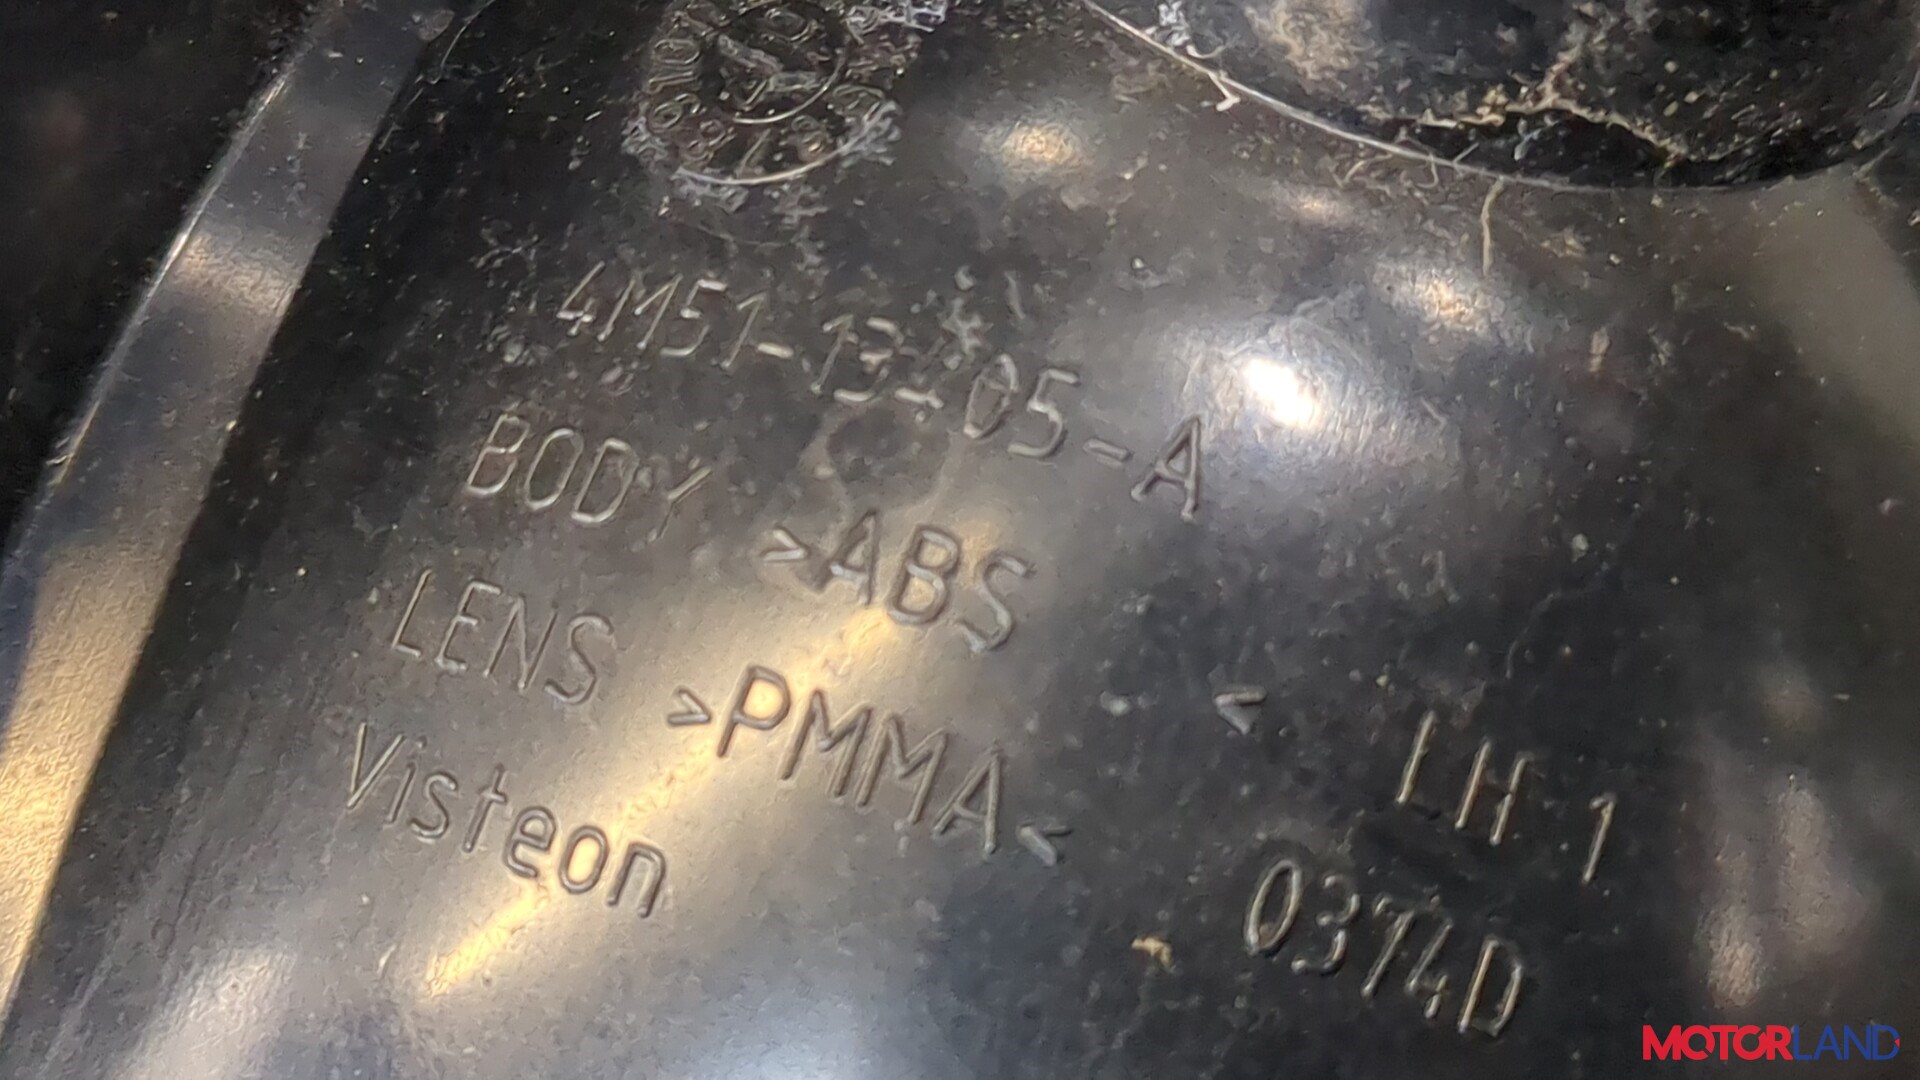 4M51-13405-A
BODY >ABS <
LENS >PMMA<
Visteon
LH 1
0374D
MOTORLAND